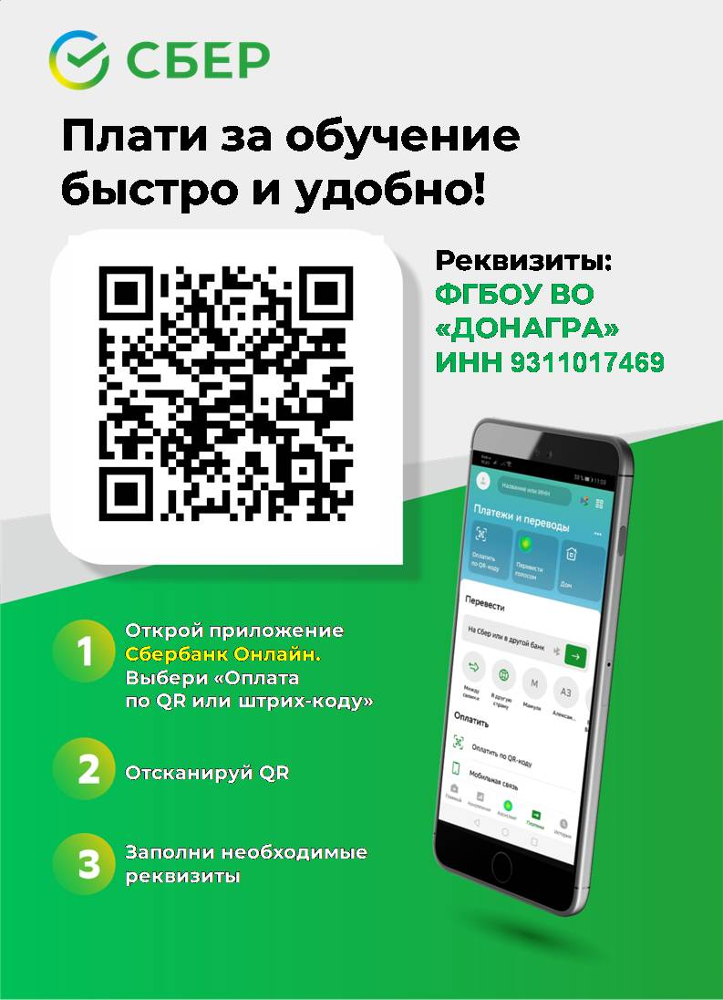 СБЕР
Плати за обучение
быстро и удобно!
Реквизиты:
ФГБОУ ВО
«ДОНАГРА»
ИНН 9311017469
1
Открой приложение
Сбербанк Онлайн.
Выбери «Оплата
по QR или штрих-коду»
2
Отсканируй QR
3
Заполни необходимые
реквизиты
11:03
Название или ИНН
Платежи и переводы
Оплатить
по QR-коду
Перевести
голосом
Дом
Перевести
На Сбер или в другой банк
М
АЗ
Между
своими
В другую
страну
Мамуля
Алексан...
Оплатить
Оплатить по QR-коду
Мобильная связь
Главный
Накопления
Ассистент
Платежи
История